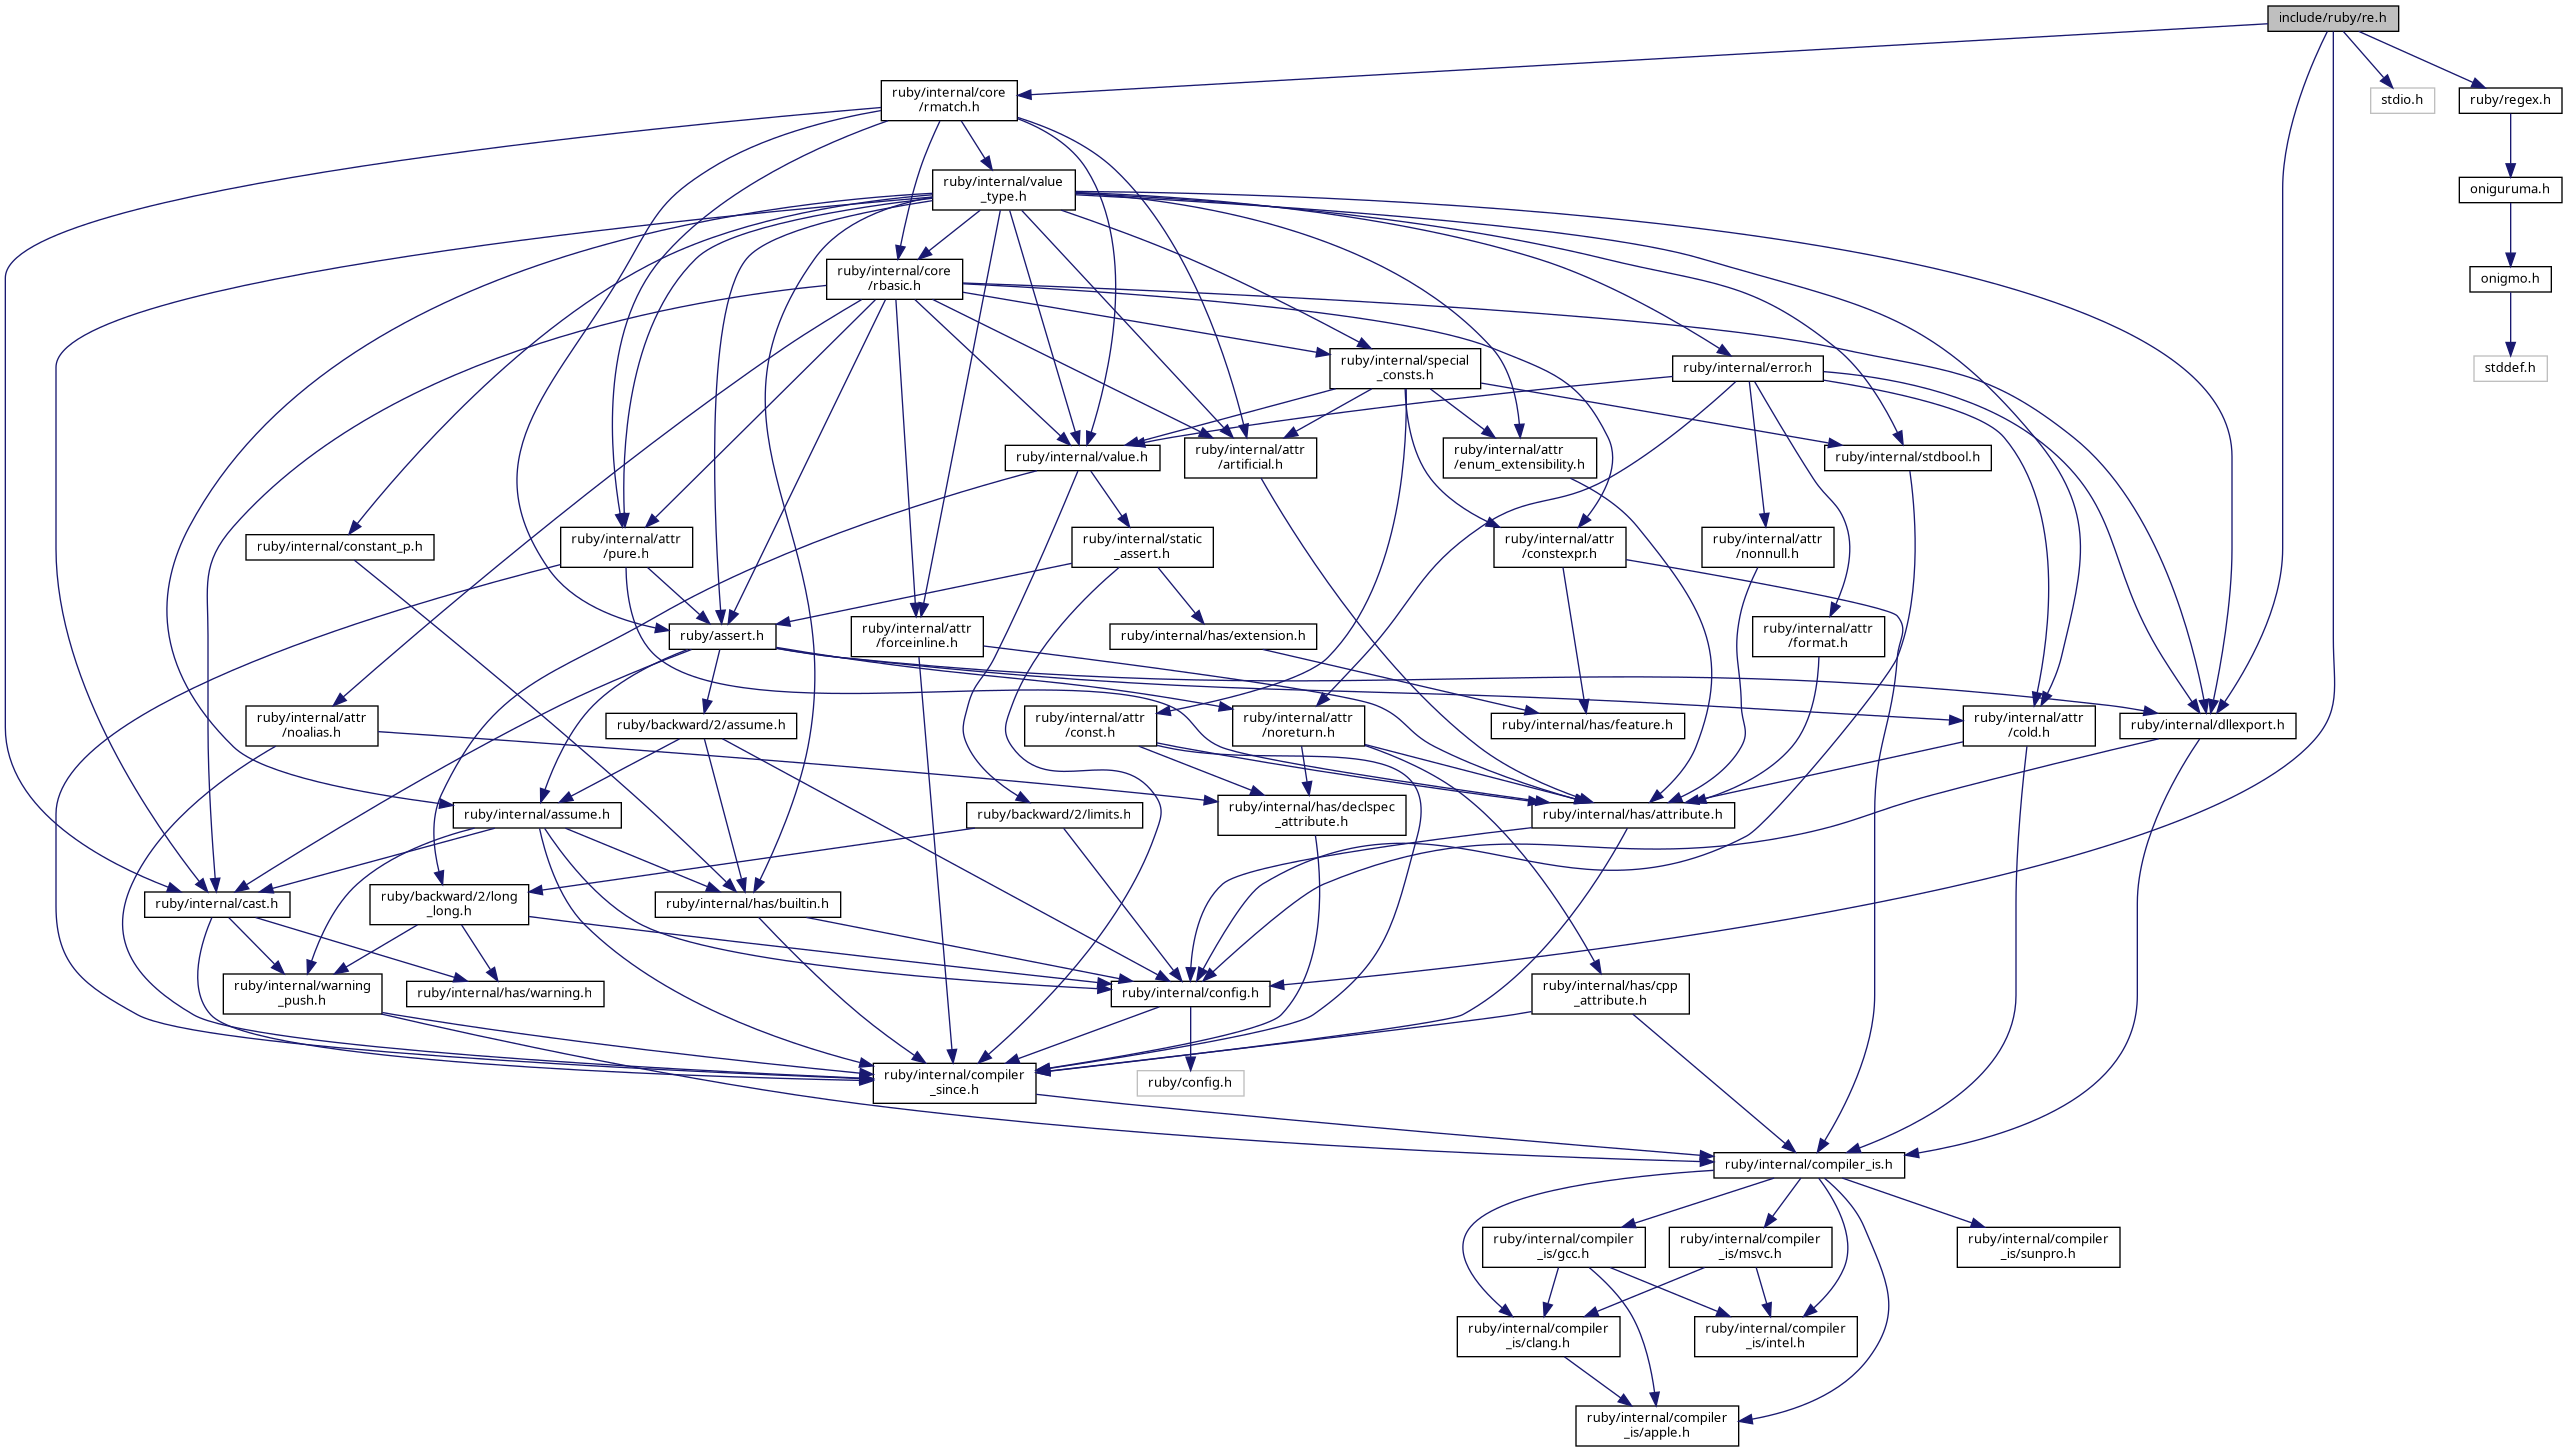 include/ruby/re.h
ruby/internal/core
/rmatch.h
stdio.h
ruby/regex.h
ruby/internal/value
_type.h
oniguruma.h
ruby/internal/core
/rbasic.h
onigmo.h
ruby/internal/special
_consts.h
ruby/internal/error.h
stddef.h
ruby/internal/value.h
ruby/internal/attr
/artificial.h
ruby/internal/attr
/enum_extensibility.h
ruby/internal/stdbool.h
ruby/internal/constant_p.h
ruby/internal/attr
/pure.h
ruby/internal/static
_assert.h
ruby/internal/attr
/constexpr.h
ruby/internal/attr
/nonnull.h
ruby/assert.h
ruby/internal/attr
/forceinline.h
ruby/internal/has/extension.h
ruby/internal/attr
/format.h
ruby/internal/attr
/noalias.h
ruby/backward/2/assume.h
ruby/internal/attr
/const.h
ruby/internal/attr
/noreturn.h
ruby/internal/has/feature.h
ruby/internal/attr
/cold.h
ruby/internal/dllexport.h
ruby/internal/assume.h
ruby/backward/2/limits.h
ruby/internal/has/declspec
_attribute.h
ruby/internal/has/attribute.h
ruby/internal/cast.h
ruby/backward/2/long
_long.h
ruby/internal/has/builtin.h
ruby/internal/warning
_push.h
ruby/internal/has/warning.h
ruby/internal/config.h
ruby/internal/has/cpp
_attribute.h
ruby/internal/compiler
_since.h
ruby/config.h
ruby/internal/compiler_is.h
ruby/internal/compiler
_is/gcc.h
ruby/internal/compiler
_is/msvc.h
ruby/internal/compiler
_is/sunpro.h
ruby/internal/compiler
_is/clang.h
ruby/internal/compiler
_is/intel.h
ruby/internal/compiler
_is/apple.h